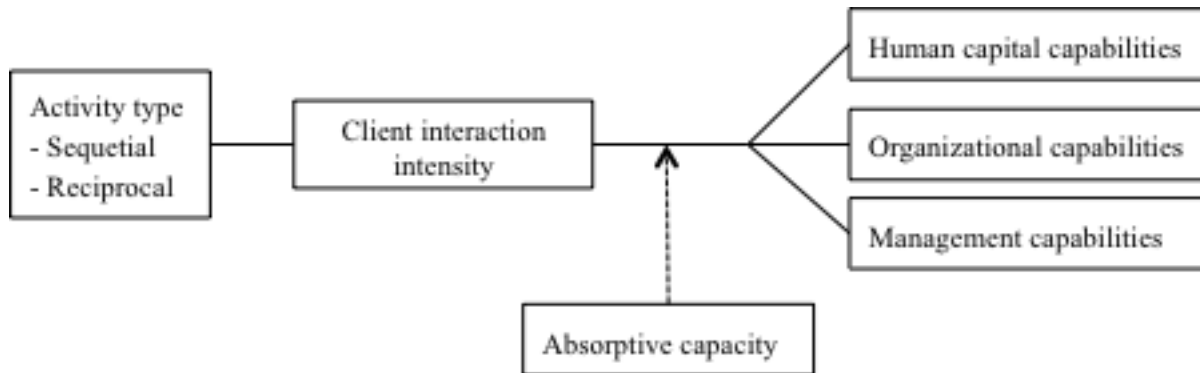 Activity type
- Sequetial
- Reciprocal
Client interaction
intensity
Human capital capabilities
Organizational capabilities
Management capabilities
Absorptive capacity